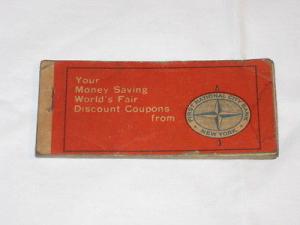 Your
Money Saving
World's Fair
Discount Coupons
from
FIRST NATIONAL CITY BANK
NEW YORK